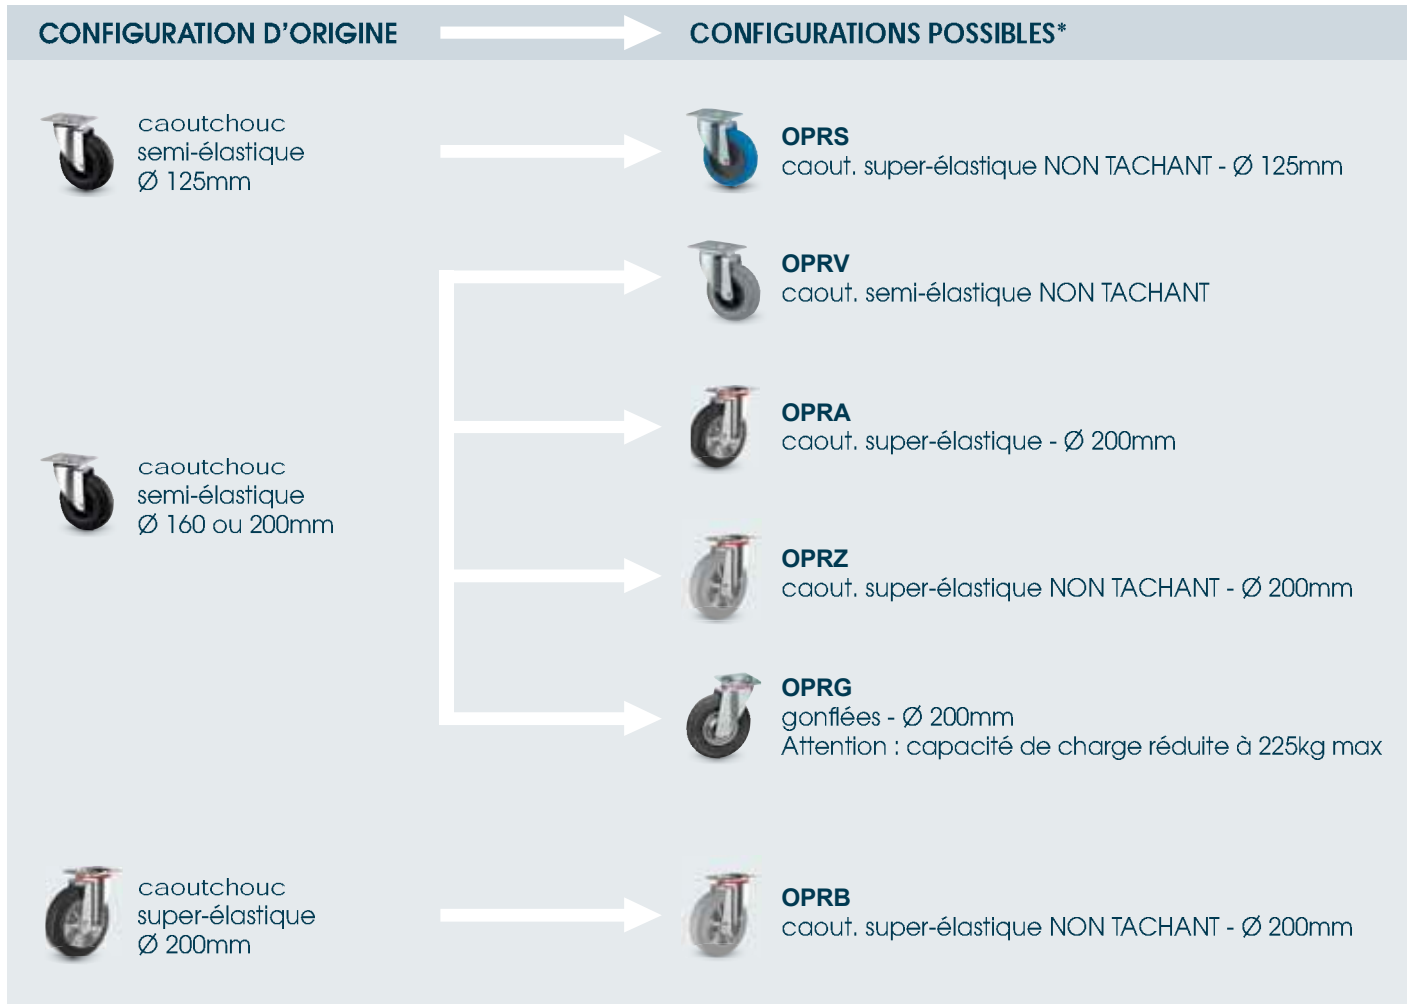 CONFIGURATION D'ORIGINE
CONFIGURATIONS POSSIBLES*
caoutchouc
semi-élastique
Ø 125mm
OPRS
caout. super-élastique NON TACHANT - Ø 125mm
OPRV
caout. semi-élastique NON TACHANT
OPRA
caout. super-élastique - Ø 200mm
caoutchouc
semi-élastique
Ø 160 ou 200mm
OPRZ
caout. super-élastique NON TACHANT - Ø 200mm
OPRG
gonflées - Ø 200mm
Attention : capacité de charge réduite à 225kg max
caoutchouc
super-élastique
Ø 200mm
OPRB
caout. super-élastique NON TACHANT - Ø 200mm